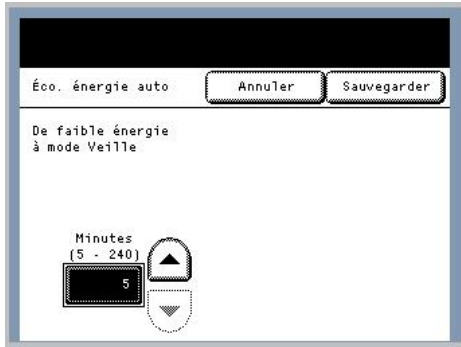 Éco. énergie auto
Annuler
Sauvegarder
De faible énergie
à mode Veille
Minutes
(5 - 240)
5